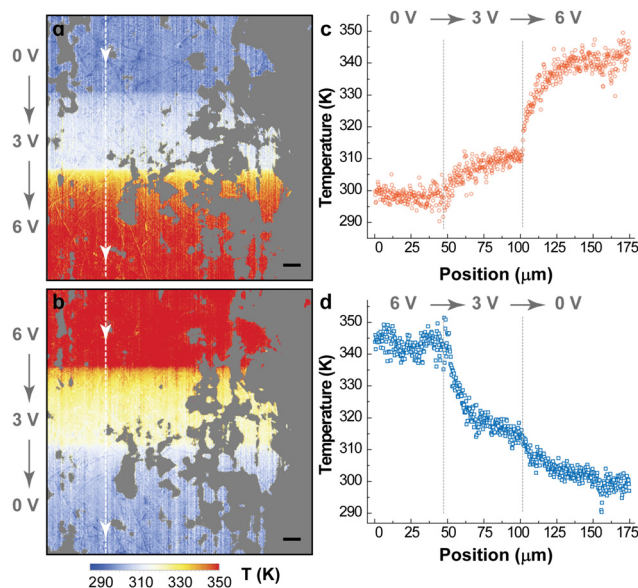 a
0 V
3 V
6 V
b
6 V
3 V
0 V
290 310 330 350
T (K)
c
0 V 3 V 6 V
350
340
330
320
310
300
290
Temperature (K)
0 25 50 75 100 125 150 175
Position (μm)
d
6 V 3 V 0 V
350
340
330
320
310
300
290
Temperature (K)
0 25 50 75 100 125 150 175
Position (μm)